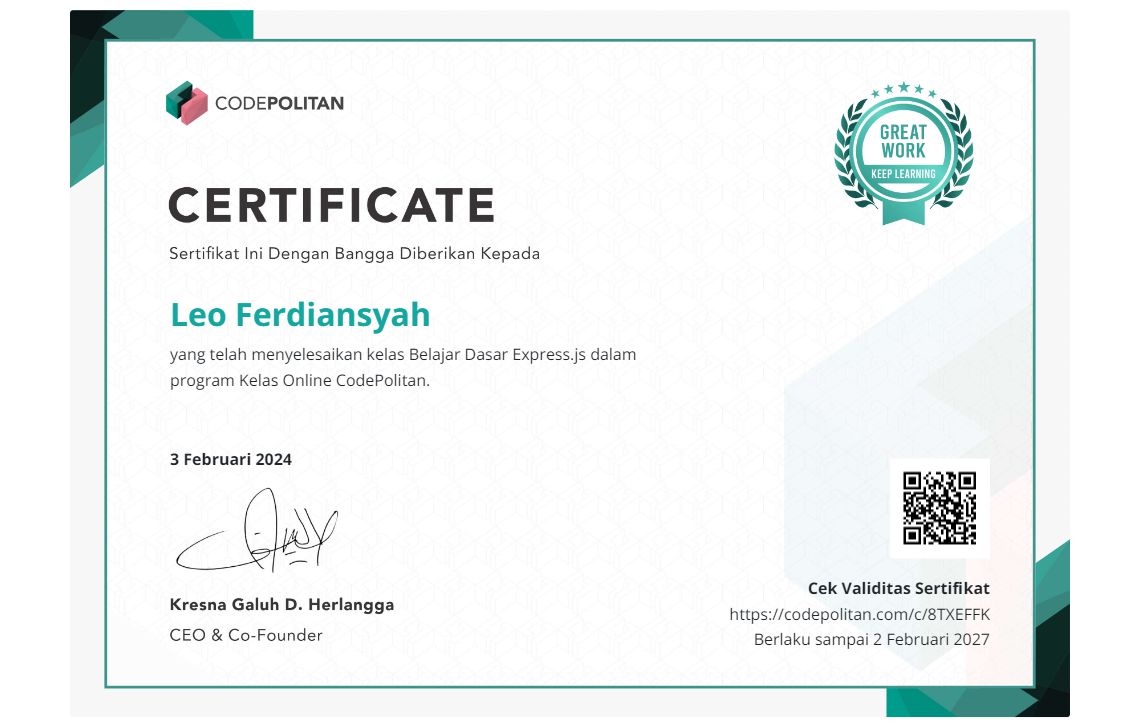 CODEPOLITAN
GREAT
WORK
KEEP LEARNING
CERTIFICATE
Sertifikat Ini Dengan Bangga Diberikan Kepada
Leo Ferdiansyah
yang telah menyelesaikan kelas Belajar Dasar Express.js dalam
program Kelas Online CodePolitan.
3 Februari 2024
Kresna Galuh D. Herlangga
CEO & Co-Founder
Cek Validitas Sertifikat
https://codepolitan.com/c/8TXEFFK
Berlaku sampai 2 Februari 2027